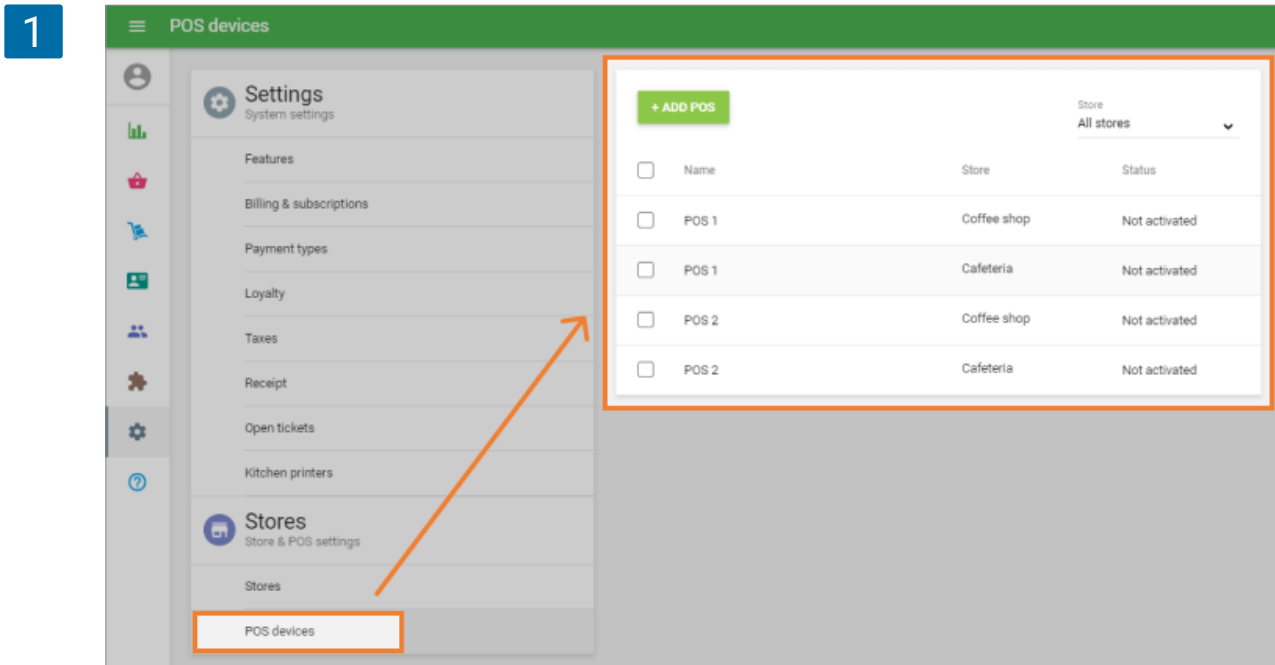 1
POS devices
Settings
System settings
Features
Billing & subscriptions
Payment types
Loyalty
Taxes
Receipt
Open tickets
Kitchen printers
Stores
Store & POS settings
Stores
POS devices
+ ADD POS
Store
All stores
Name Store Status
POS 1 Coffee shop Not activated
POS 1 Cafeteria Not activated
POS 2 Coffee shop Not activated
POS 2 Cafeteria Not activated